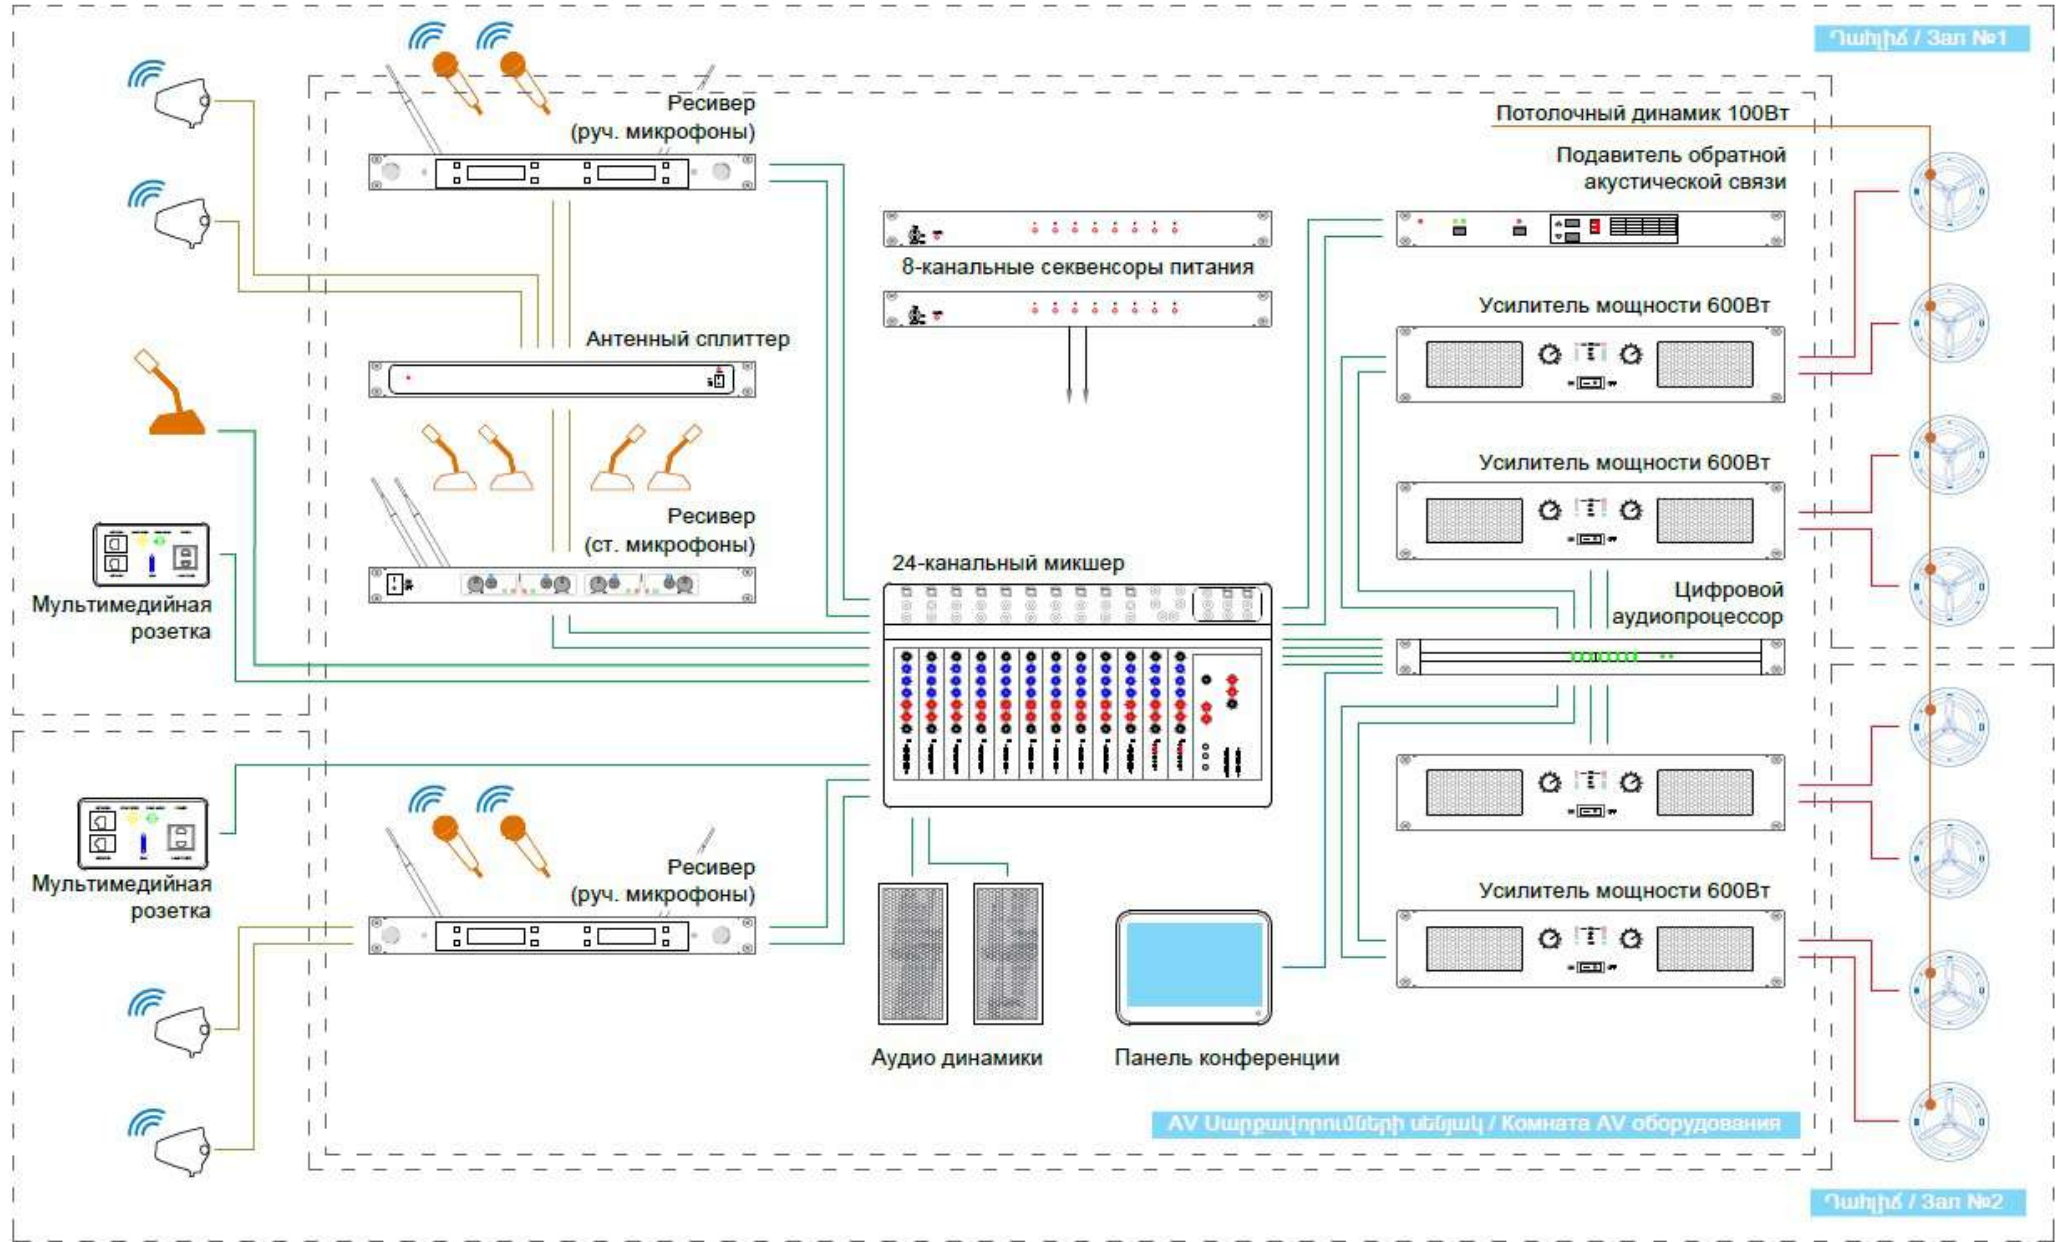 Դահլիճ / Зал №1
Ресивер
(руч. микрофоны)
Потолочный динамик 100Вт
Подавитель обратной
акустической связи
8-канальные секвенсоры питания
Усилитель мощности 600Вт
Антенный сплиттер
Усилитель мощности 600Вт
Ресивер
(ст. микрофоны)
24-канальный микшер
Цифровой
аудиопроцессор
Мультимедийная
розетка
Мультимедийная
розетка
Ресивер
(руч. микрофоны)
Усилитель мощности 600Вт
Аудио динамики
Панель конференции
AV Սարքավորումների սենյակ / Комната AV оборудования
Դահլիճ / Зал №2